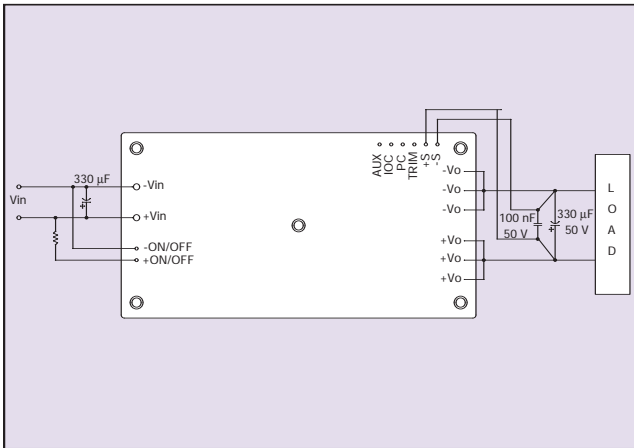 330 µF
Vin
-Vin
+Vin
-ON/OFF
+ON/OFF
AUX
IOC
PC
TRIM
+S
-S
-Vo
-Vo
-Vo
+Vo
+Vo
+Vo
100 nF
50 V
330 µF
50 V
L
O
A
D
+
+